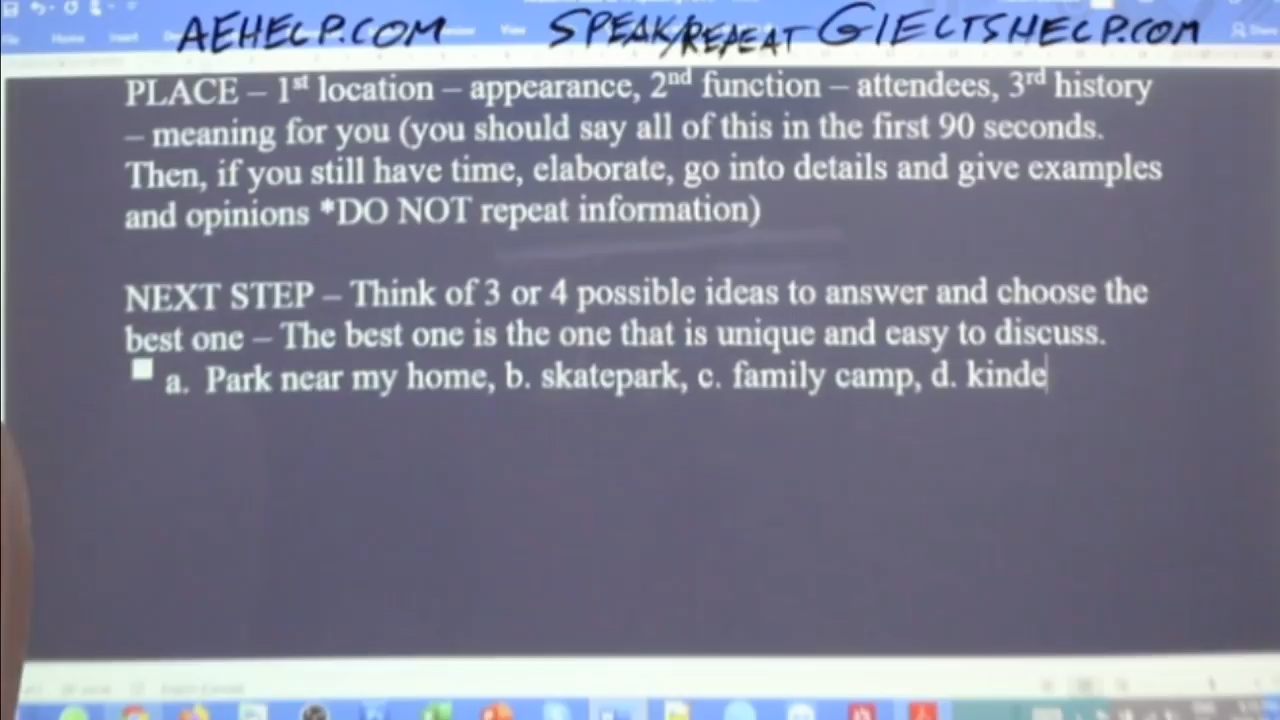 AEHELP.COM SPEAK/REPEAT GIELTSHELP.COM
Home Insert View Share
PLACE – 1st location – appearance, 2nd function – attendees, 3rd history
– meaning for you (you should say all of this in the first 90 seconds.
Then, if you still have time, elaborate, go into details and give examples
and opinions *DO NOT repeat information)
NEXT STEP – Think of 3 or 4 possible ideas to answer and choose the
best one – The best one is the one that is unique and easy to discuss.
a. Park near my home, b. skatepark, c. family camp, d. kinde